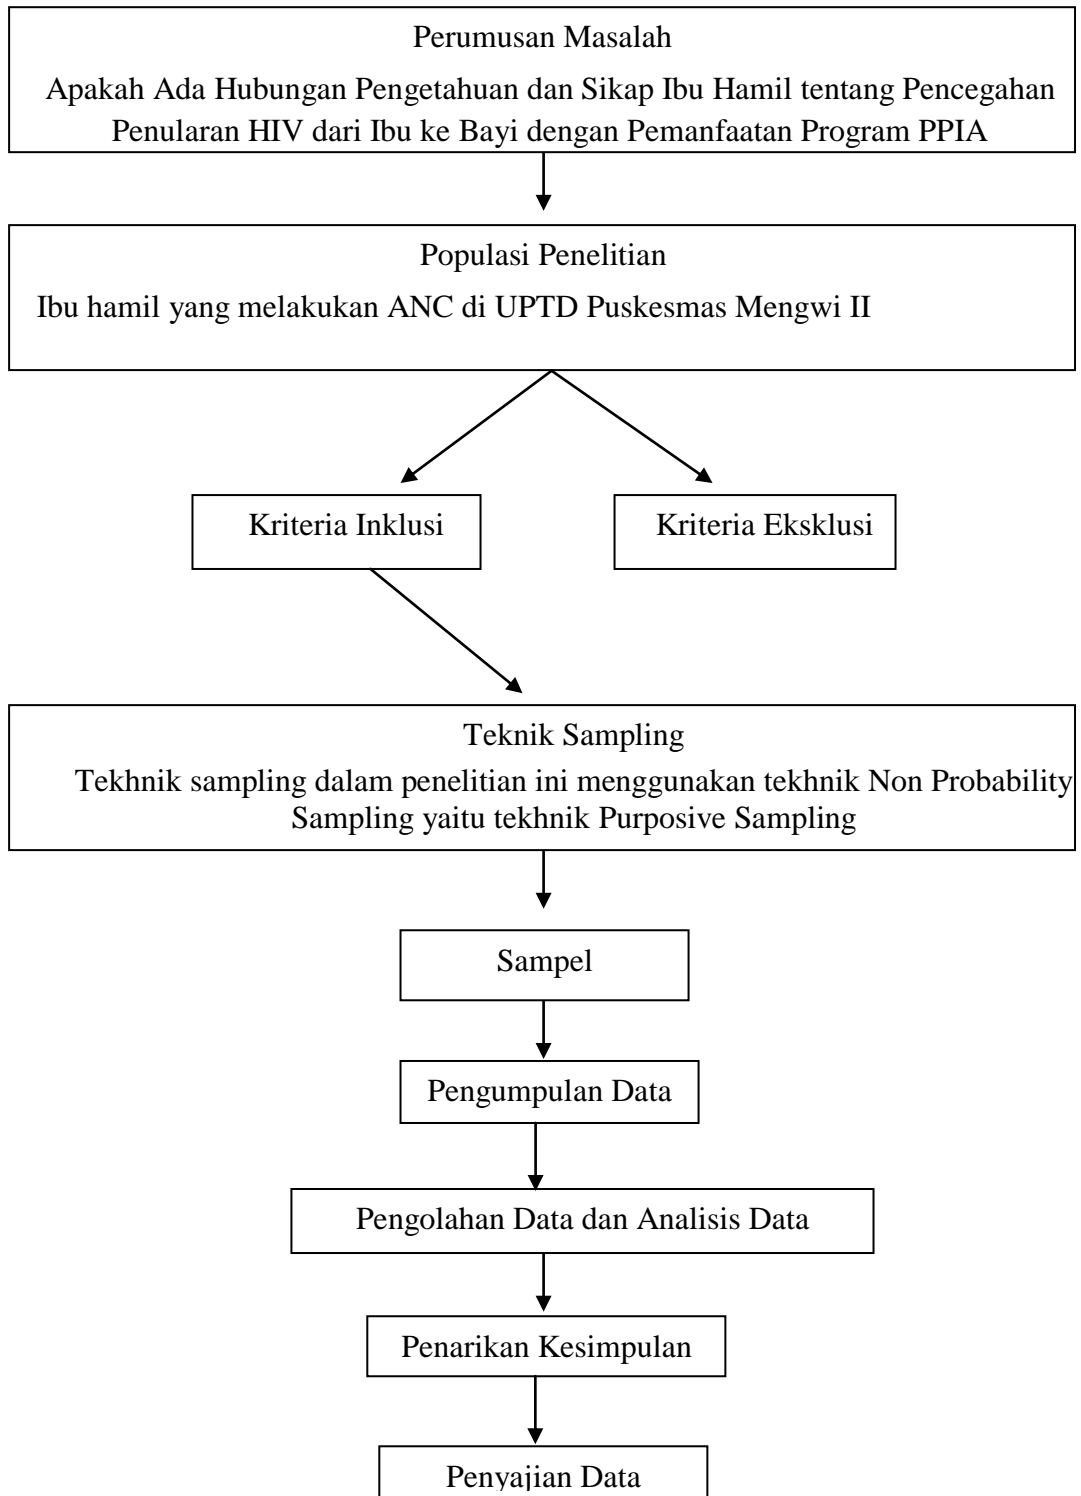 Perumusan Masalah
Apakah Ada Hubungan Pengetahuan dan Sikap Ibu Hamil tentang Pencegahan
Penularan HIV dari Ibu ke Bayi dengan Pemanfaatan Program PPIA
Populasi Penelitian
Ibu hamil yang melakukan ANC di UPTD Puskesmas Mengwi II
Kriteria Inklusi
Kriteria Eksklusi
Teknik Sampling
Tekhnik sampling dalam penelitian ini menggunakan tekhnik Non Probability
Sampling yaitu tekhnik Purposive Sampling
Sampel
Pengumpulan Data
Pengolahan Data dan Analisis Data
Penarikan Kesimpulan
Penyajian Data